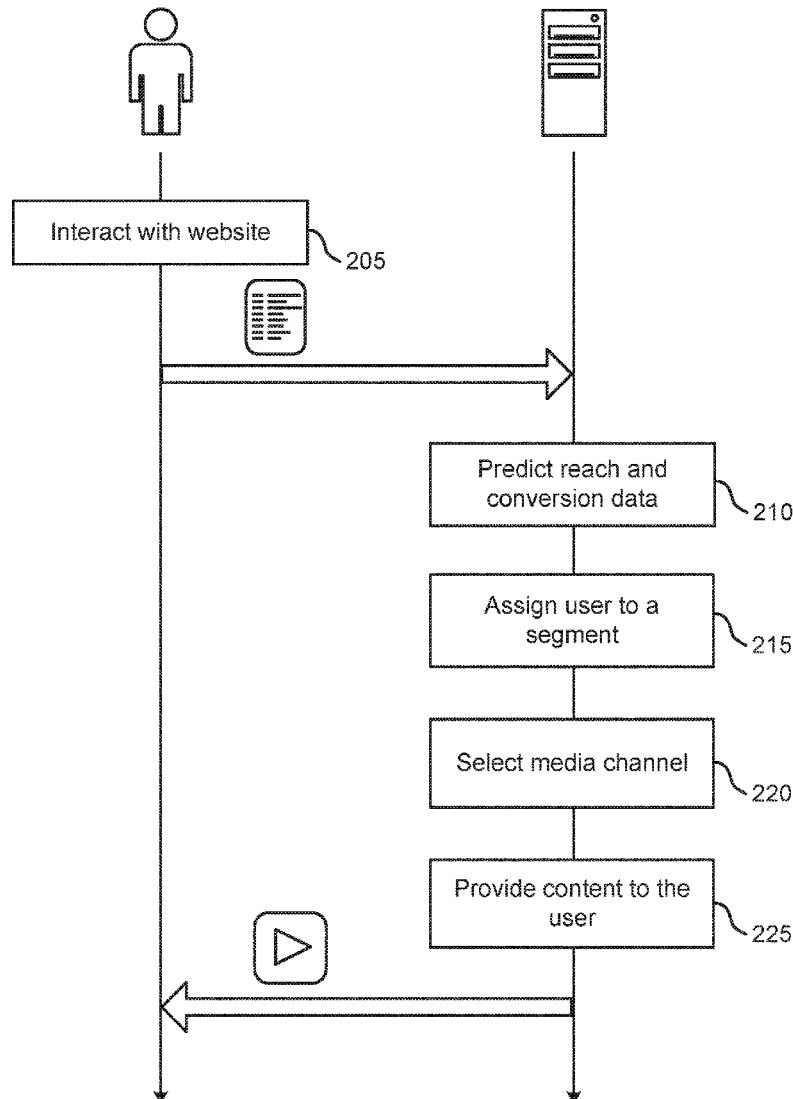 Interact with website
205
Predict reach and
conversion data
210
Assign user to a
segment
215
Select media channel
220
Provide content to the
user
225